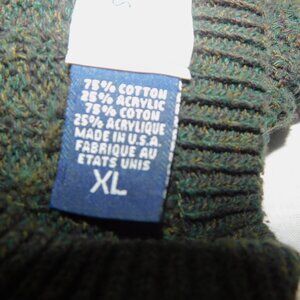 75% COTTON
25% ACRYLIC
75% COTON
25% ACRYLIQUE
MADE IN U.S.A.
FABRIQUE AU
ETATS UNIS
XL